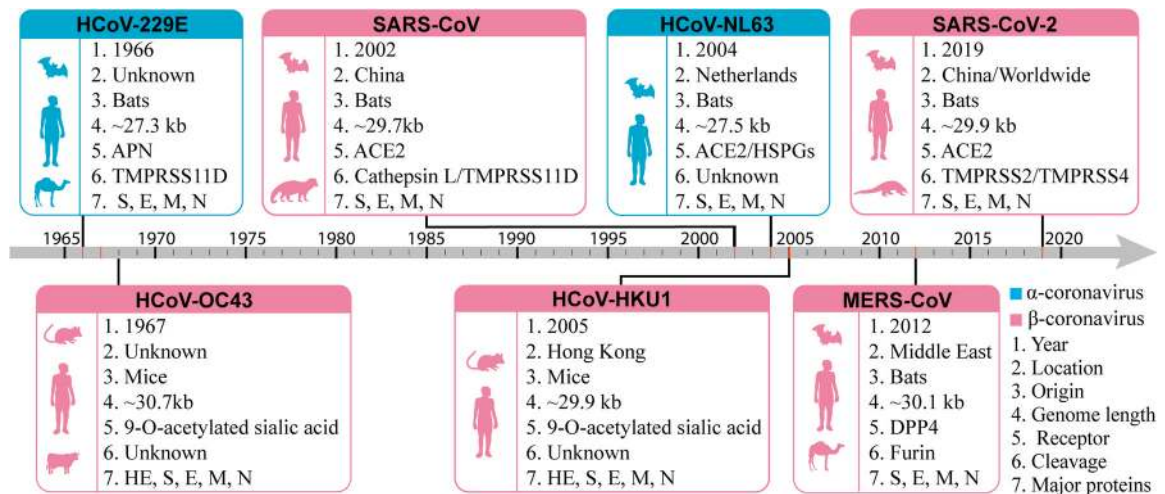 HCoV-229E
1. 1966
2. Unknown
3. Bats
4. ~27.3 kb
5. APN
6. TMPRSS11D
7. S, E, M, N
SARS-CoV
1. 2002
2. China
3. Bats
4. ~29.7kb
5. ACE2
6. Cathepsin L/TMPRSS11D
7. S, E, M, N
HCoV-NL63
1. 2004
2. Netherlands
3. Bats
4. ~27.5 kb
5. ACE2/HSPGs
6. Unknown
7. S, E, M, N
SARS-CoV-2
1. 2019
2. China/Worldwide
3. Bats
4. ~29.9 kb
5. ACE2
6. TMPRSS2/TMPRSS4
7. S, E, M, N
1965 1970 1975 1980 1985 1990 1995 2000 2005 2010 2015 2020
HCoV-OC43
1. 1967
2. Unknown
3. Mice
4. ~30.7kb
5. 9-O-acetylated sialic acid
6. Unknown
7. HE, S, E, M, N
HCoV-HKU1
1. 2005
2. Hong Kong
3. Mice
4. ~29.9 kb
5. 9-O-acetylated sialic acid
6. Unknown
7. HE, S, E, M, N
MERS-CoV
1. 2012
2. Middle East
3. Bats
4. ~30.1 kb
5. DPP4
6. Furin
7. S, E, M, N
α-coronavirus
β-coronavirus
1. Year
2. Location
3. Origin
4. Genome length
5. Receptor
6. Cleavage
7. Major proteins